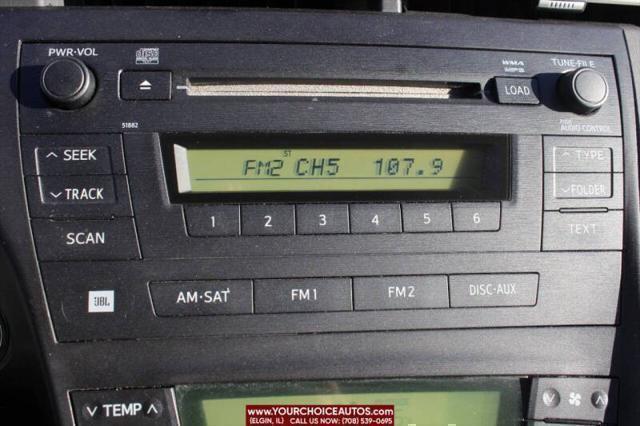 PWR·VOL
WMA
MP3
TUNE·FILE
LOAD
51882
PUSH
AUDIO CONTROL
SEEK
ST
FM2 CH5 107.9
TYPE
TRACK
FOLDER
1 2 3 4 5 6
SCAN
TEXT
JBL
AM·SAT
FM1
FM2
DISC·AUX
TEMP
WWW.YOURCHOICEAUTOS.COM
(ELGIN, IL) CALL US NOW: (708) 539-0695